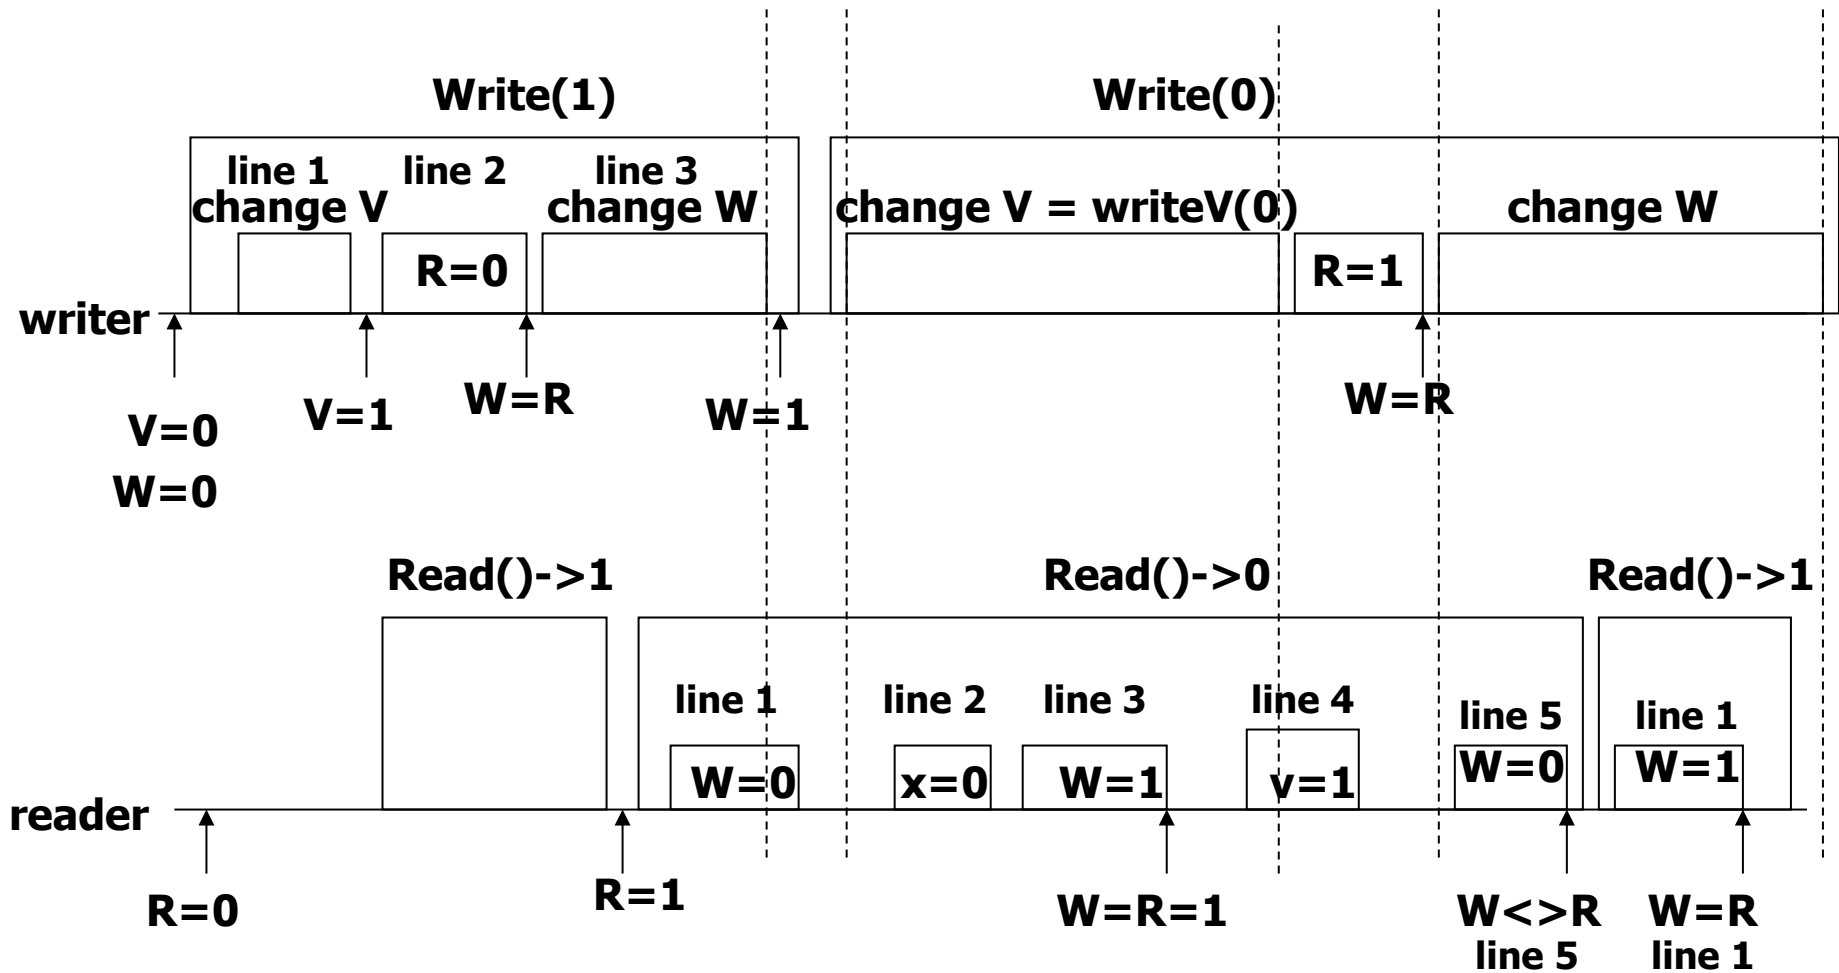 Write(1)
Write(0)
line 1
line 2
line 3
change V
change W
change V = writeV(0)
change W
R=0
R=1
writer
V=0
V=1
W=R
W=1
W=R
W=0
Read()->1
Read()->0
Read()->1
line 1
line 2
line 3
line 4
line 5
line 1
W=0
x=0
W=1
v=1
W=0
W=1
reader
R=0
R=1
W=R=1
W<>R
line 5
W=R
line 1